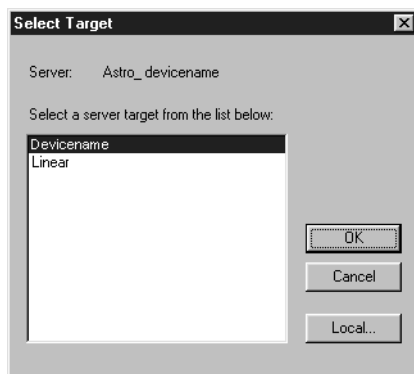 Select Target
Server: Astro_ devicename
Select a server target from the list below:
Devicename
Linear
OK
Cancel
Local...